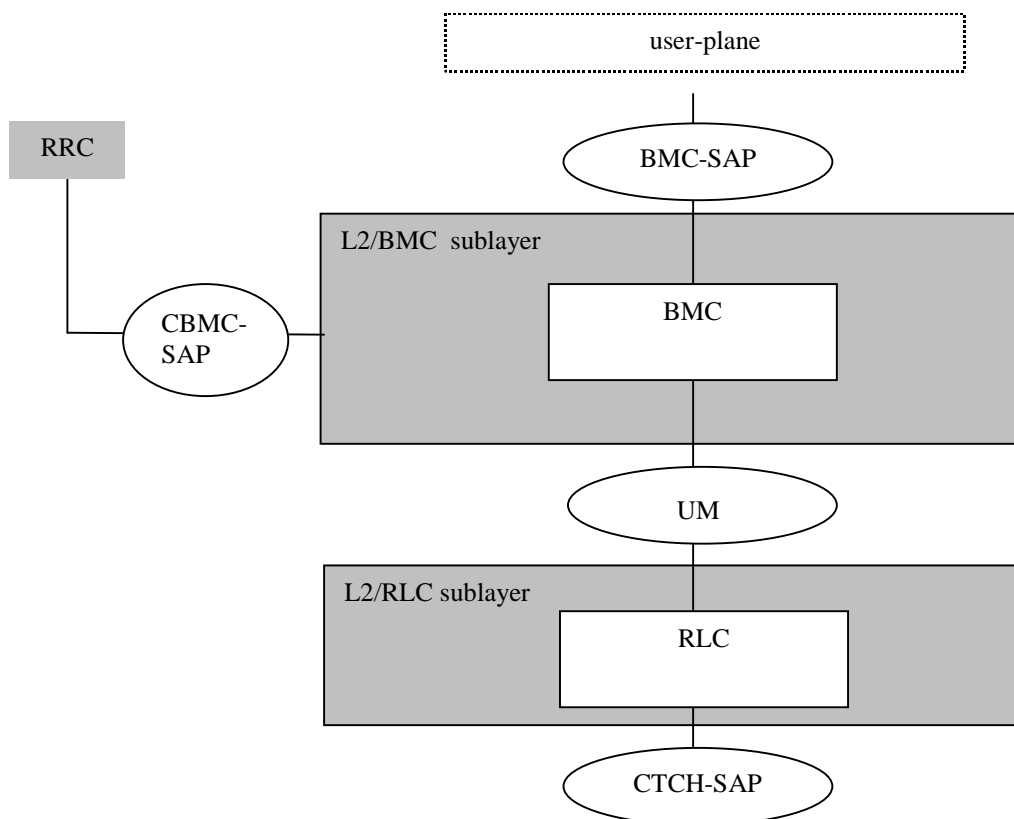 user-plane
RRC
BMC-SAP
L2/BMC  sublayer
BMC
CBMC-
SAP
UM
L2/RLC sublayer
RLC
CTCH-SAP